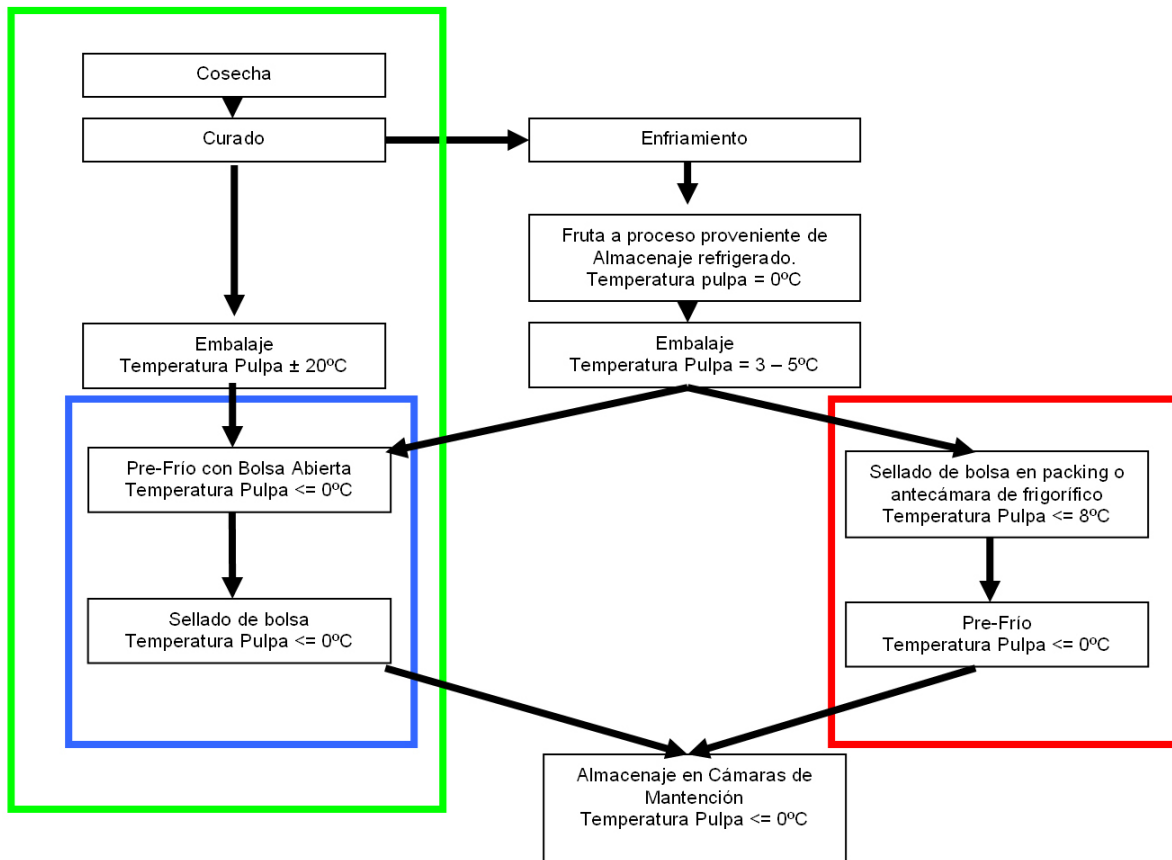 Cosecha
Curado
Enfriamiento
Fruta a proceso proveniente de
Almacenaje refrigerado.
Temperatura pulpa = 0ºC
Embalaje
Temperatura Pulpa ± 20ºC
Embalaje
Temperatura Pulpa = 3 – 5ºC
Pre-Frío con Bolsa Abierta
Temperatura Pulpa <= 0ºC
Sellado de bolsa en packing o
antecámara de frigorífico
Temperatura Pulpa <= 8ºC
Sellado de bolsa
Temperatura Pulpa <= 0ºC
Pre-Frío
Temperatura Pulpa <= 0ºC
Almacenaje en Cámaras de
Mantención
Temperatura Pulpa <= 0ºC